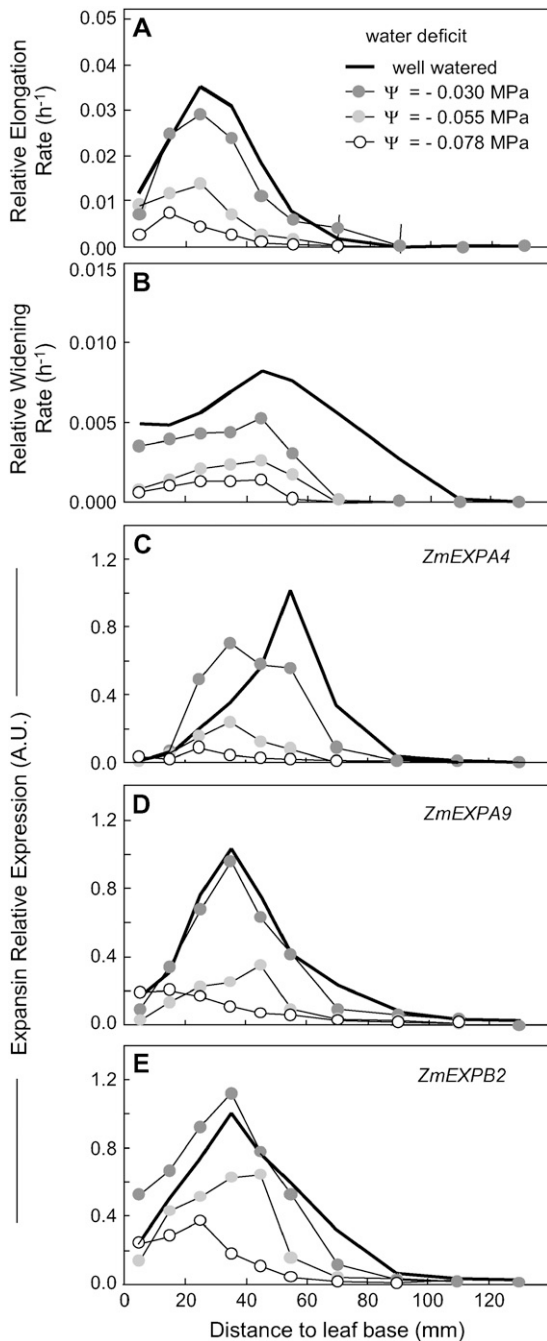 A
water deficit
well watered
Ψ = - 0.030 MPa
Ψ = - 0.055 MPa
Ψ = - 0.078 MPa
Relative Elongation
Rate (h-1)
0.05
0.04
0.03
0.02
0.01
0.00
B
Relative Widening
Rate (h-1)
0.015
0.010
0.005
0.000
Expansin Relative Expression (A.U.)
C
ZmEXPA4
1.2
0.8
0.4
0.0
D
ZmEXPA9
1.2
0.8
0.4
0.0
E
ZmEXPB2
1.2
0.8
0.4
0.0
0 20 40 60 80 100 120
Distance to leaf base (mm)